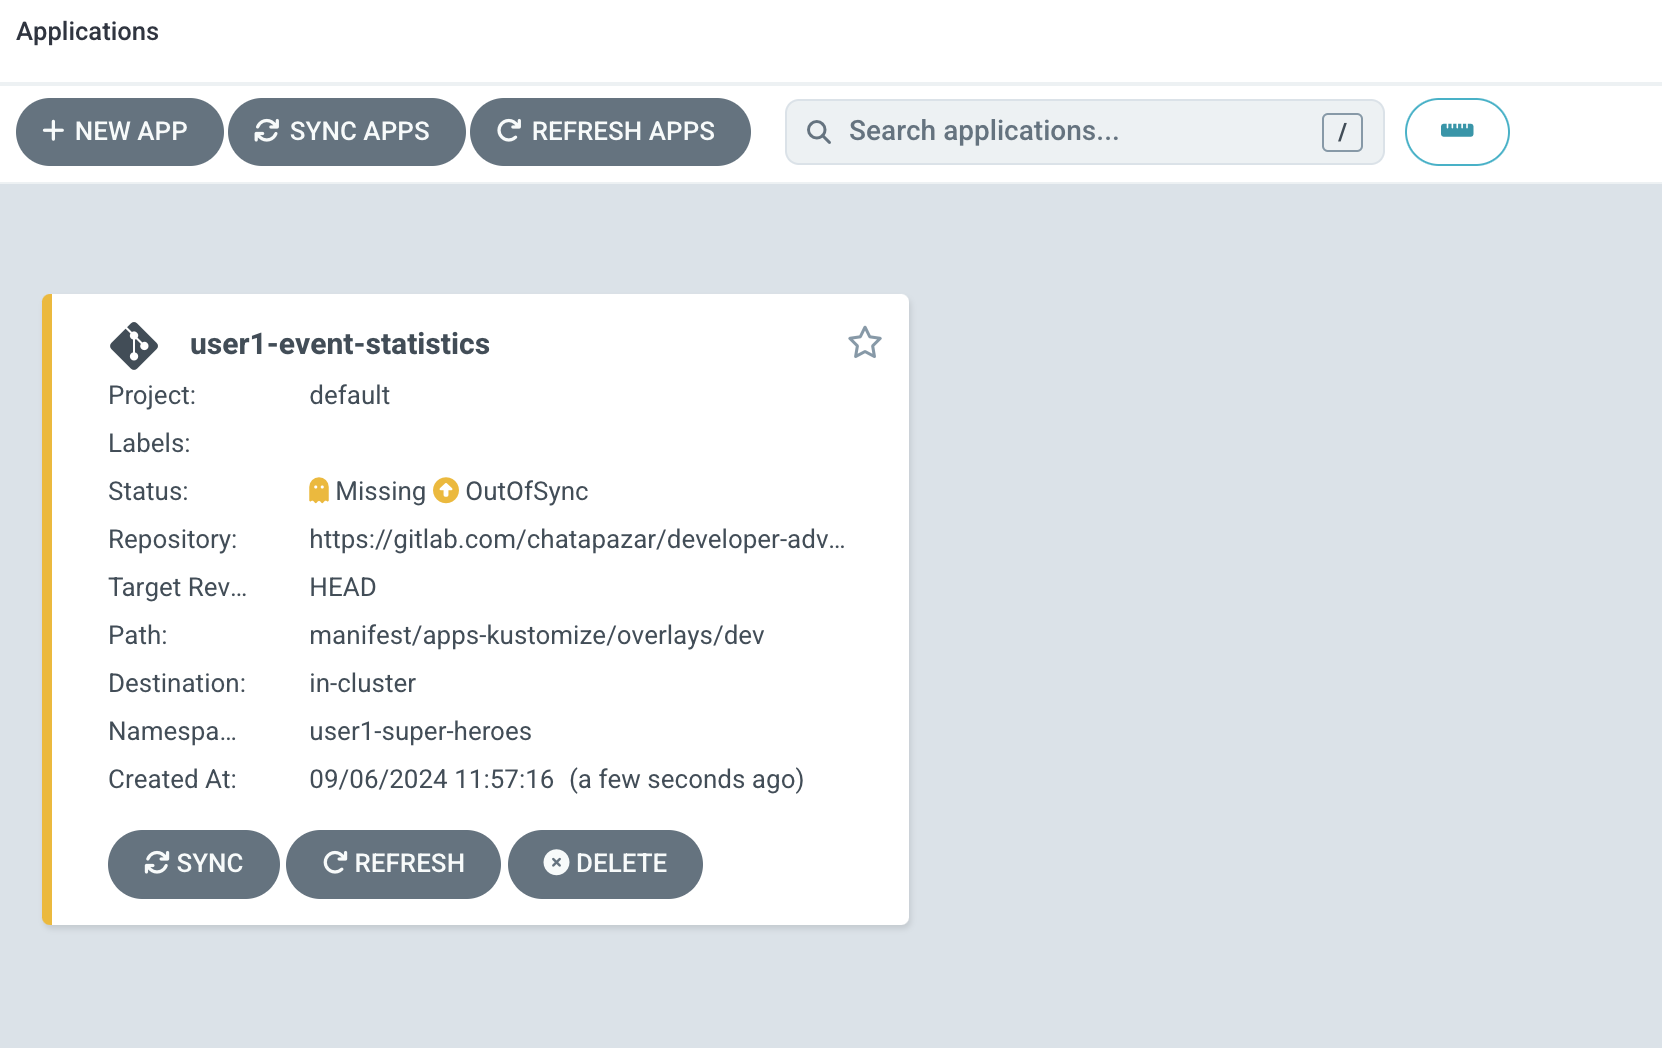 Applications
+ NEW APP SYNC APPS REFRESH APPS Search applications... /
user1-event-statistics
Project: default
Labels:
Status: Missing OutOfSync
Repository: https://gitlab.com/chatapazar/developer-adv...
Target Rev... HEAD
Path: manifest/apps-kustomize/overlays/dev
Destination: in-cluster
Namespa... user1-super-heroes
Created At: 09/06/2024 11:57:16 (a few seconds ago)
SYNC REFRESH DELETE